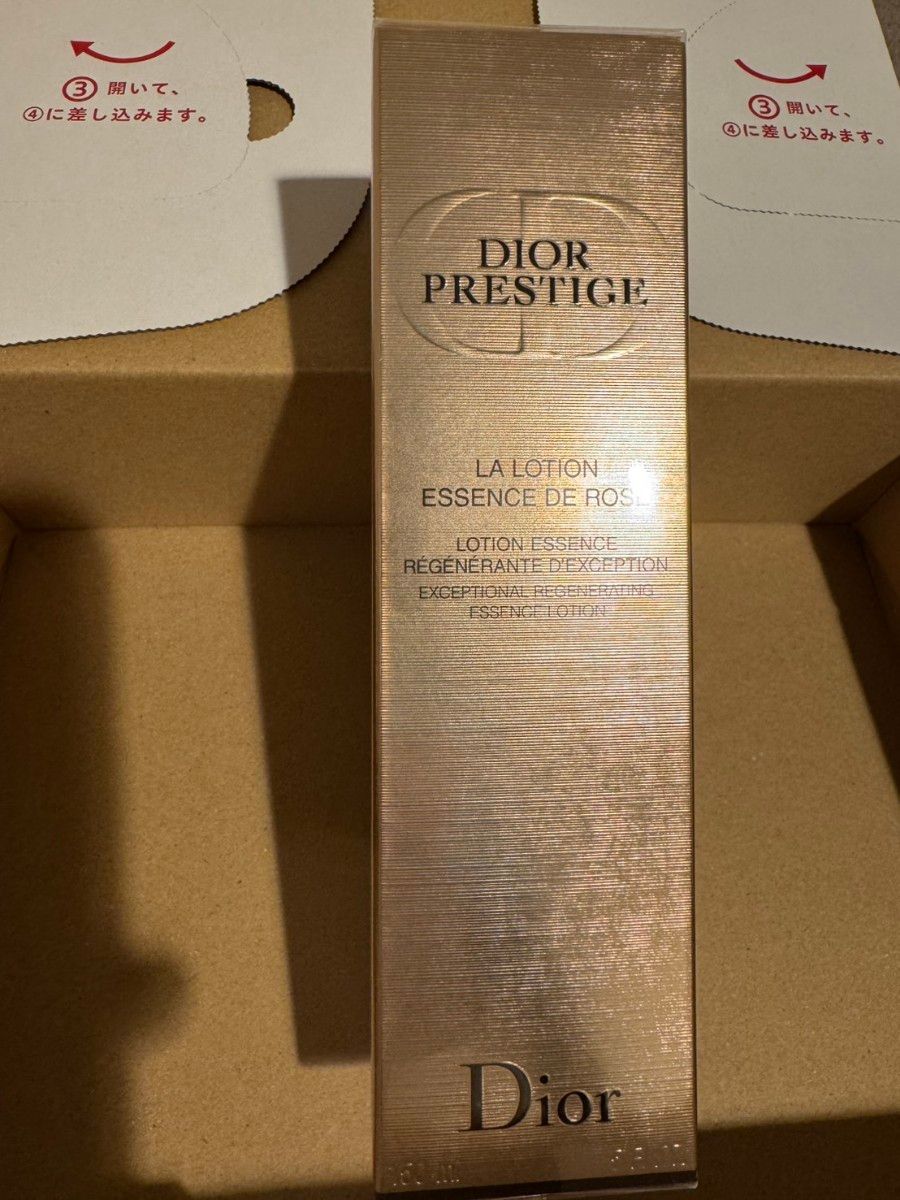 ③ 開いて、
④に差し込みます。
③ 開いて、
④に差し込みます。
DIOR
PRESTIGE
LA LOTION
ESSENCE DE ROSE
LOTION ESSENCE
RÉGÉNÉRANTE D'EXCEPTION
EXCEPTIONAL REGENERATING
ESSENCE LOTION
Dior